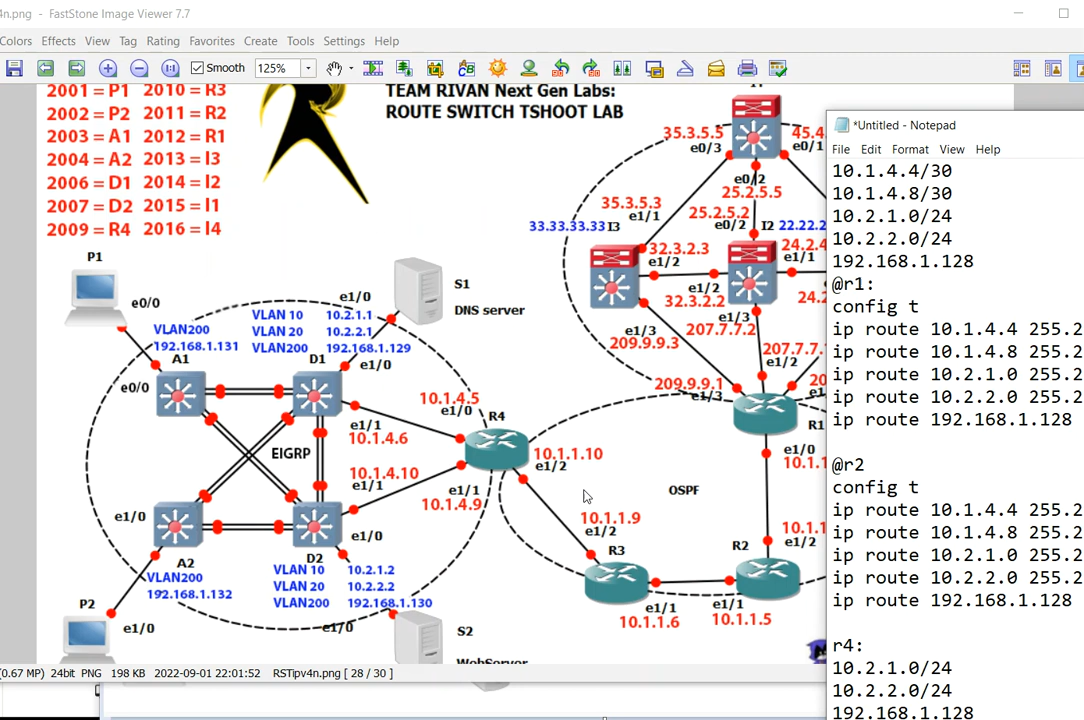 4n.png - FastStone Image Viewer 7.7
Colors Effects View Tag Rating Favorites Create Tools Settings Help
1:1 Smooth 125%
2001 = P1 2010 = R3
2002 = P2 2011 = R2
2003 = A1 2012 = R1
2004 = A2 2013 = I3
2006 = D1 2014 = I2
2007 = D2 2015 = I1
2009 = R4 2016 = I4
TEAM RIVAN Next Gen Labs:
ROUTE SWITCH TSHOOT LAB
35.3.5.5
e0/3
45.4.
e0/1
e0/2
25.2.5.5
35.3.5.3
e1/1
25.2.5.2
e0/2
I2 22.22.2
33.33.33.33 I3
32.3.2.3
e1/2
24.2.4
e1/1
e1/2
32.3.2.2
24.2
e1/3
209.9.9.3
e1/3
207.7.7.2
207.7.7.
e1/2
209.9.9.1
e1/3
20
e1/
R1
e1/0
10.1.1
P1
e0/0
VLAN200
192.168.1.131
A1
e0/0
VLAN 10 10.2.1.1
VLAN 20 10.2.2.1
VLAN200 192.168.1.129
D1
e1/0
e1/0
S1
DNS server
10.1.4.5
e1/0
R4
e1/1
10.1.4.6
EIGRP
10.1.4.10
e1/1
e1/1
10.1.4.9
10.1.1.10
e1/2
OSPF
10.1.1.9
e1/2
R3
10.1.1
e1/2
R2
e1/1
10.1.1.6
e1/1
10.1.1.5
e1/0
A2
VLAN200
192.168.1.132
P2
e1/0
D2
e1/0
VLAN 10 10.2.1.2
VLAN 20 10.2.2.2
VLAN200 192.168.1.130
e1/0
S2
WebServer
(0.67 MP) 24bit PNG 198 KB 2022-09-01 22:01:52 RSTipv4n.png [ 28 / 30 ]
*Untitled - Notepad
File Edit Format View Help
10.1.4.4/30
10.1.4.8/30
10.2.1.0/24
10.2.2.0/24
192.168.1.128
@r1:
config t
ip route 10.1.4.4 255.2
ip route 10.1.4.8 255.2
ip route 10.2.1.0 255.2
ip route 10.2.2.0 255.2
ip route 192.168.1.128
@r2
config t
ip route 10.1.4.4 255.2
ip route 10.1.4.8 255.2
ip route 10.2.1.0 255.2
ip route 10.2.2.0 255.2
ip route 192.168.1.128
r4:
10.2.1.0/24
10.2.2.0/24
192.168.1.128